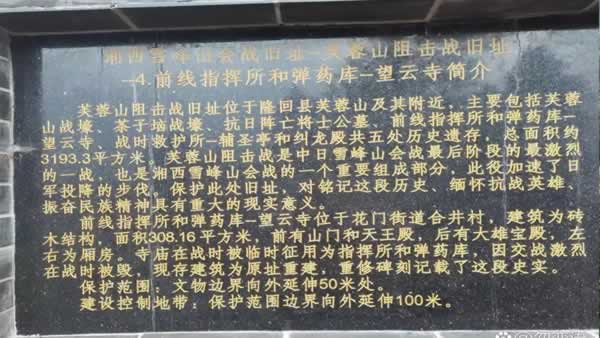 湘西雪峰山会战旧址-芙蓉山阻击战旧址
-4.前线指挥所和弹药库-望云寺简介
芙蓉山阻击战旧址位于隆回县芙蓉山及其附近，主要包括芙蓉
山战壕、茶子垴战壕、抗日阵亡将士公墓、前线指挥所和弹药库-
望云寺、战时救护所-辅圣亭和纠龙殿共五处历史遗存，总面积约
3193.3平方米。芙蓉山阻击战是中日雪峰山会战最后阶段的最激烈
的一战，也是湘西雪峰山会战的一个重要组成部分，此役加速了日
军投降的步伐。保护此处旧址，对铭记这段历史、缅怀抗战英雄、
振奋民族精神具有重大的现实意义。
前线指挥所和弹药库-望云寺位于花门街道合井村，建筑为砖
木结构，面积308.16平方米，前有山门和天王殿，后有大雄宝殿，左
右为厢房。寺庙在战时被临时征用为指挥所和弹药库，因交战激烈
在战时被毁，现存建筑为原址重建，重修碑刻记载了这段史实。
保护范围：文物边界向外延伸50米处。
建设控制地带：保护范围边界向外延伸100米。